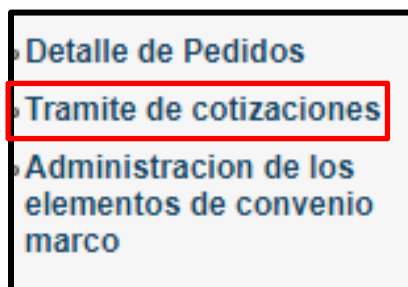 Detalle de Pedidos
Tramite de cotizaciones
Administracion de los
elementos de convenio
marco